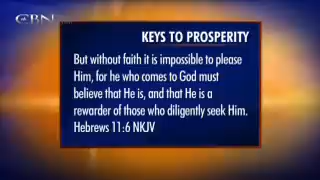 CBN
KEYS TO PROSPERITY
But without faith it is impossible to please
Him, for he who comes to God must
believe that He is, and that He is a
rewarder of those who diligently seek Him.
Hebrews 11:6 NKJV